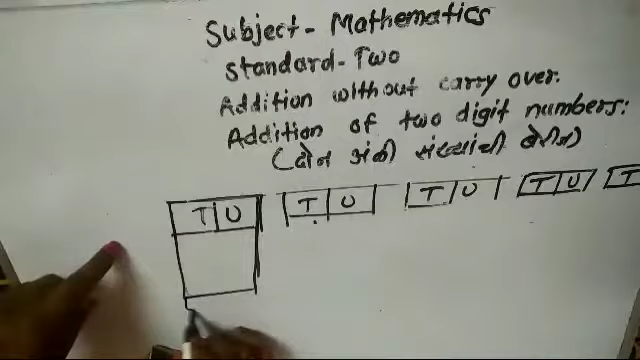 Subject- Mathematics
Standard-Two
Addition without carry over.
Addition of two digit numbers:
(दोन अंकी संख्यांची बेरीज)
T U T U T U T U T